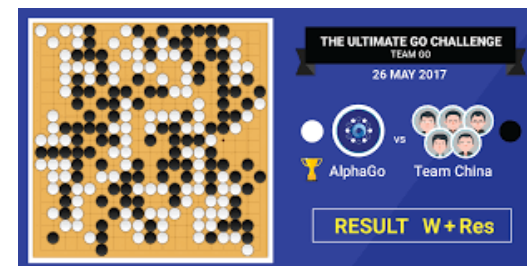 THE ULTIMATE GO CHALLENGE
TEAM GO
26 MAY 2017
VS
AlphaGo
Team China
RESULT W+Res